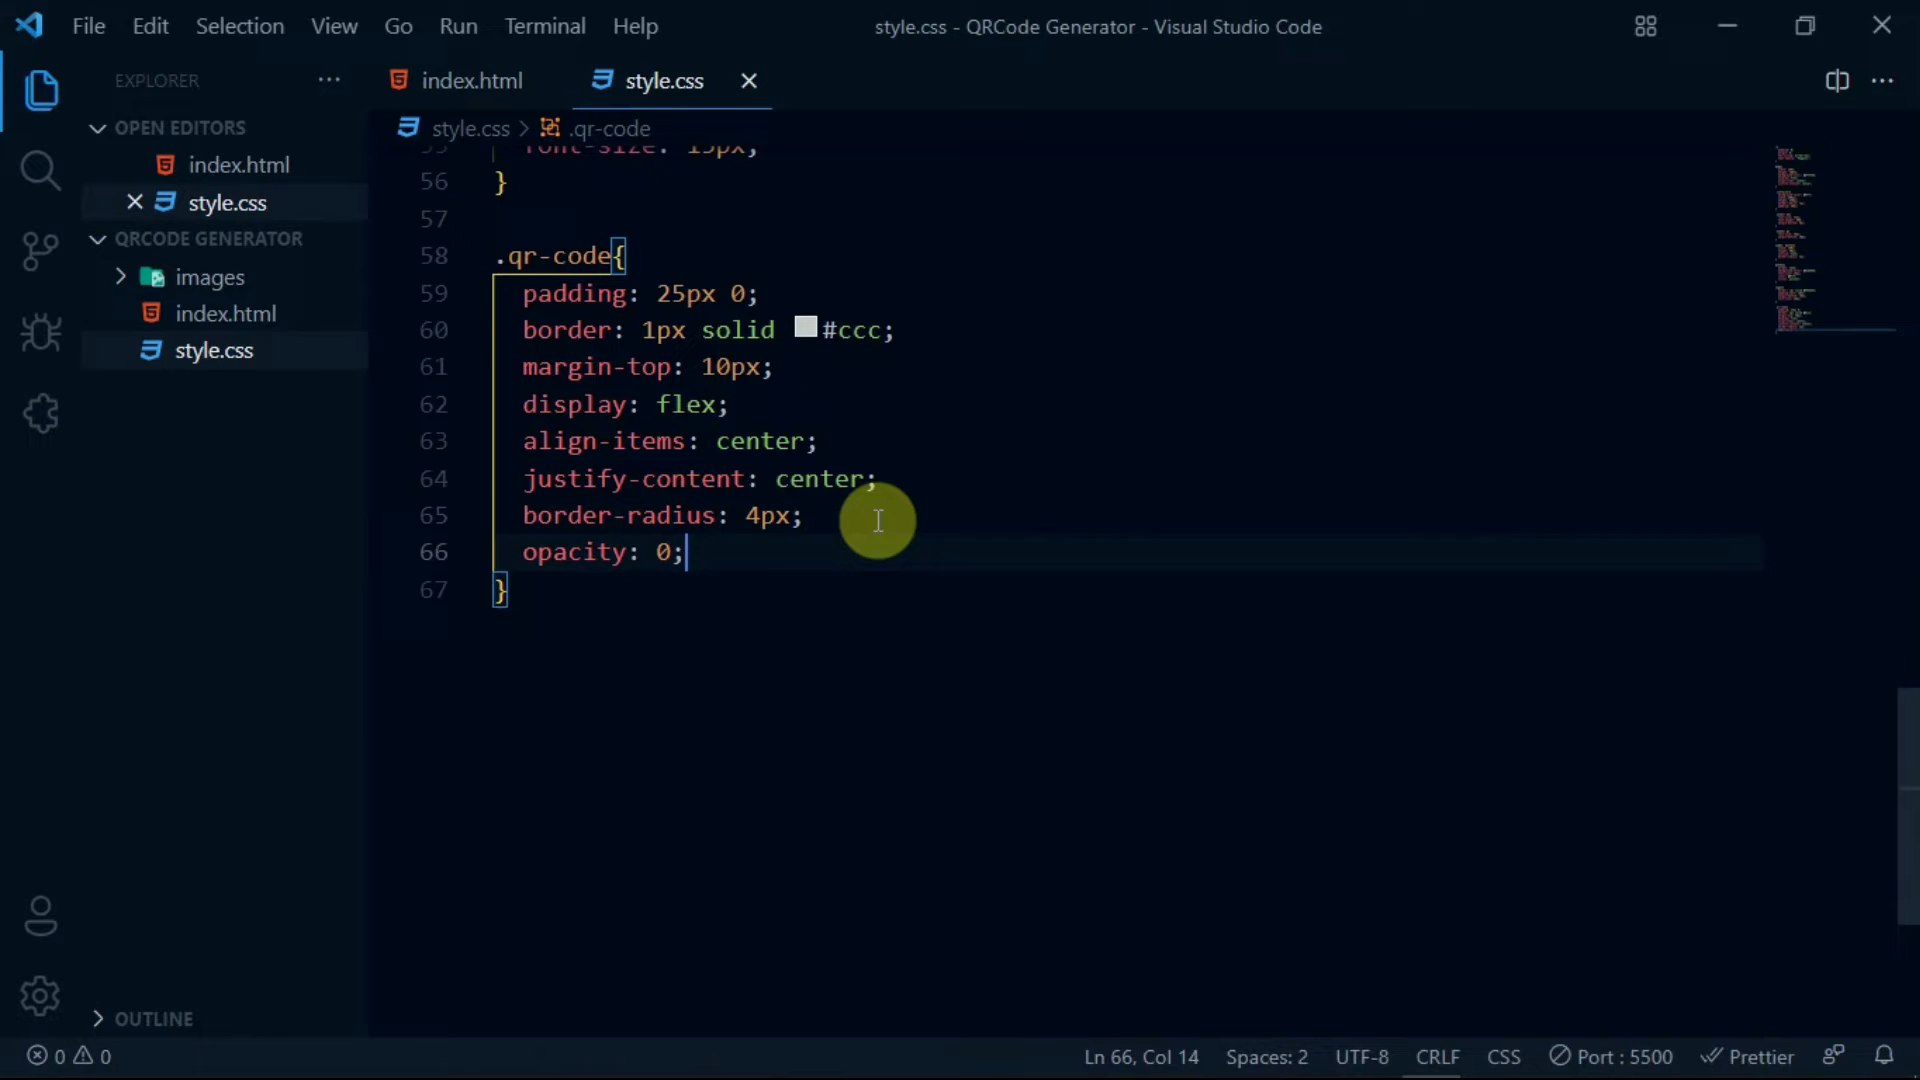 File Edit Selection View Go Run Terminal Help style.css - QRCode Generator - Visual Studio Code
EXPLORER
index.html style.css
OPEN EDITORS
index.html
style.css
QRCODE GENERATOR
images
index.html
style.css
OUTLINE
style.css > .qr-code
55 font-size: 15px;
56 }
57
58 .qr-code{
59 padding: 25px 0;
60 border: 1px solid #ccc;
61 margin-top: 10px;
62 display: flex;
63 align-items: center;
64 justify-content: center;
65 border-radius: 4px;
66 opacity: 0;
67 }
0 0 Ln 66, Col 14 Spaces: 2 UTF-8 CRLF CSS Port : 5500 Prettier